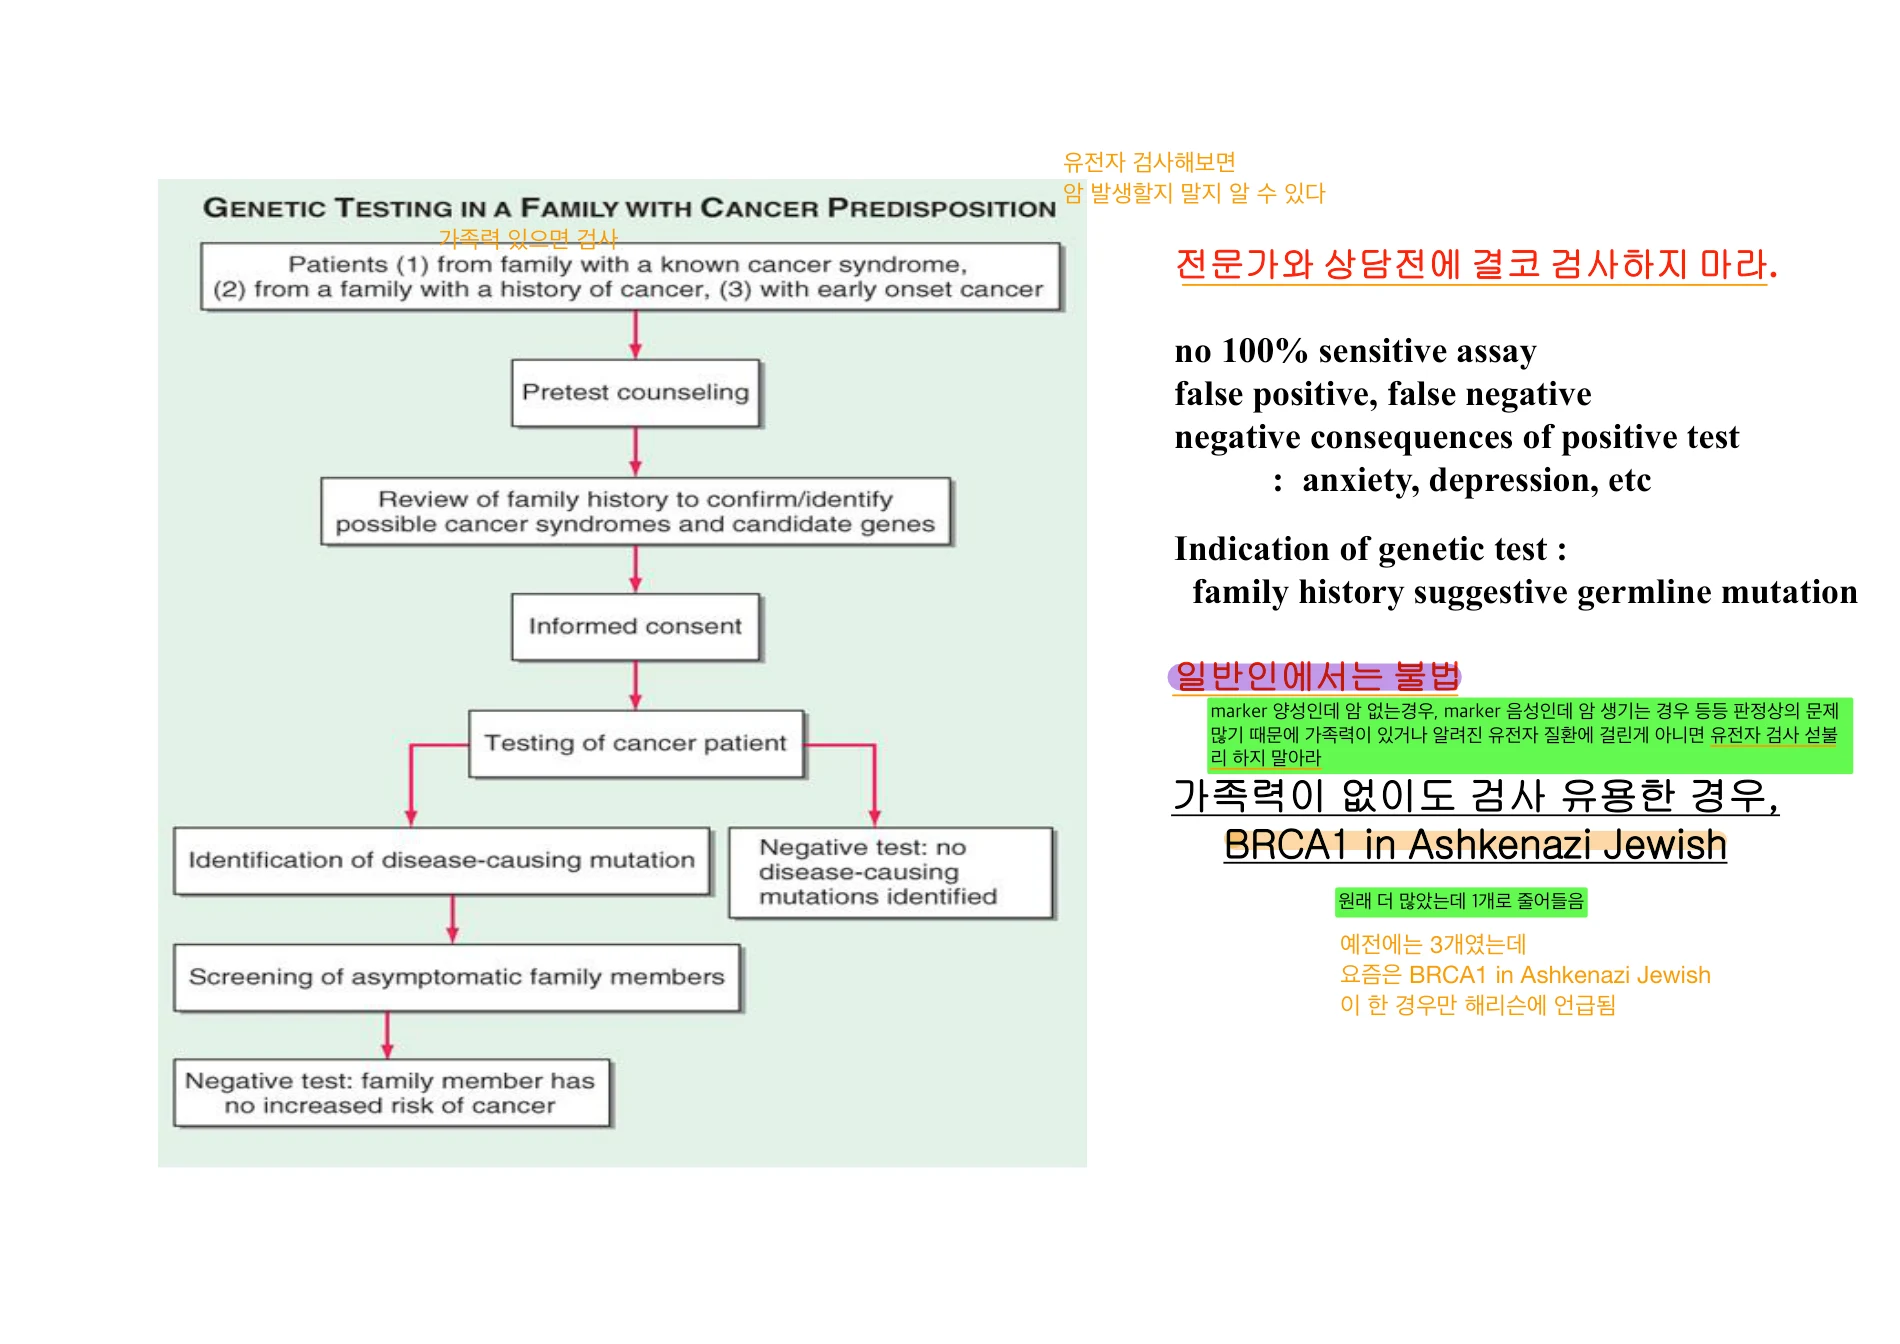 유전자 검사해보면
암 발생할지 말지 알 수 있다
GENETIC TESTING IN A FAMILY WITH CANCER PREDISPOSITION
가족력 있으면 검사
Patients (1) from family with a known cancer syndrome,
(2) from a family with a history of cancer, (3) with early onset cancer
Pretest counseling
Review of family history to confirm/identify
possible cancer syndromes and candidate genes
Informed consent
Testing of cancer patient
Identification of disease-causing mutation
Negative test: no
disease-causing
mutations identified
Screening of asymptomatic family members
Negative test: family member has
no increased risk of cancer
전문가와 상담전에 결코 검사하지 마라.
no 100% sensitive assay
false positive, false negative
negative consequences of positive test
: anxiety, depression, etc
Indication of genetic test :
family history suggestive germline mutation
일반인에서는 불법
marker 양성인데 암 없는경우, marker 음성인데 암 생기는 경우 등등 판정상의 문제
많기 때문에 가족력이 있거나 알려진 유전자 질환에 걸린게 아니면 유전자 검사 섣불
리 하지 말아라
가족력이 없이도 검사 유용한 경우,
BRCA1 in Ashkenazi Jewish
원래 더 많았는데 1개로 줄어들음
예전에는 3개였는데
요즘은 BRCA1 in Ashkenazi Jewish
이 한 경우만 해리슨에 언급됨